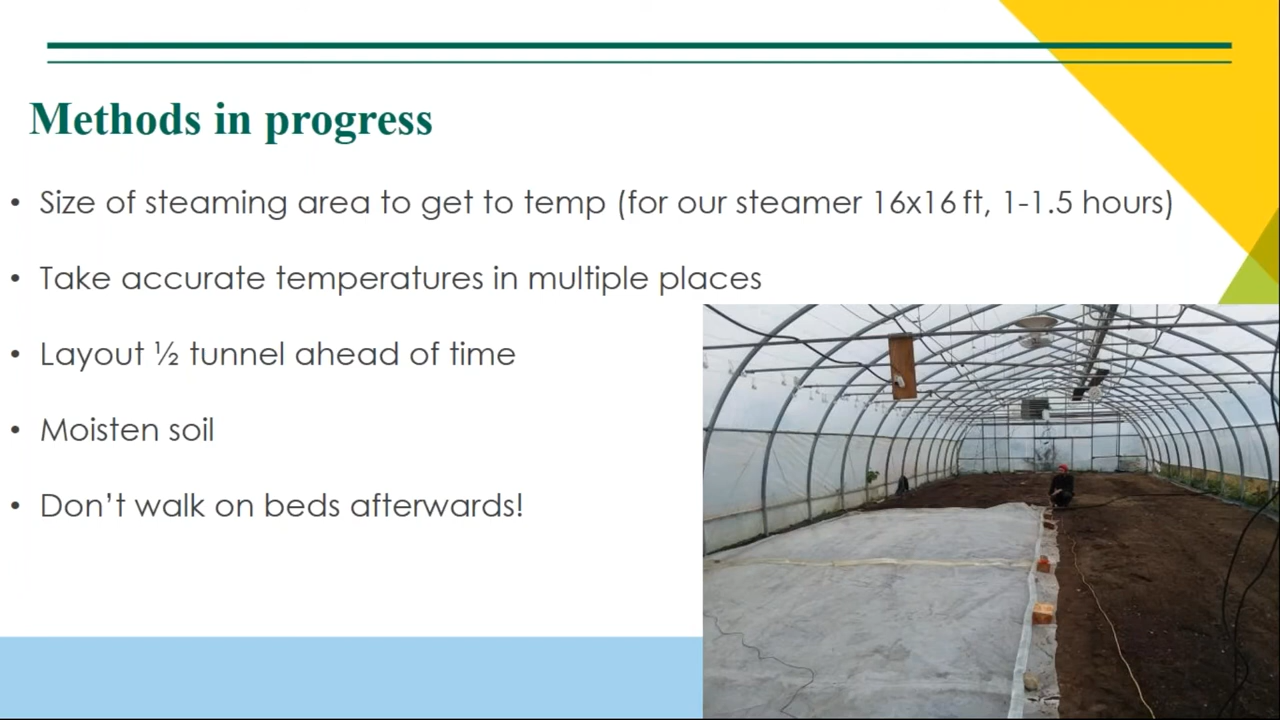 Methods in progress
• Size of steaming area to get to temp (for our steamer 16x16 ft, 1-1.5 hours)
• Take accurate temperatures in multiple places
• Layout ½ tunnel ahead of time
• Moisten soil
• Don’t walk on beds afterwards!